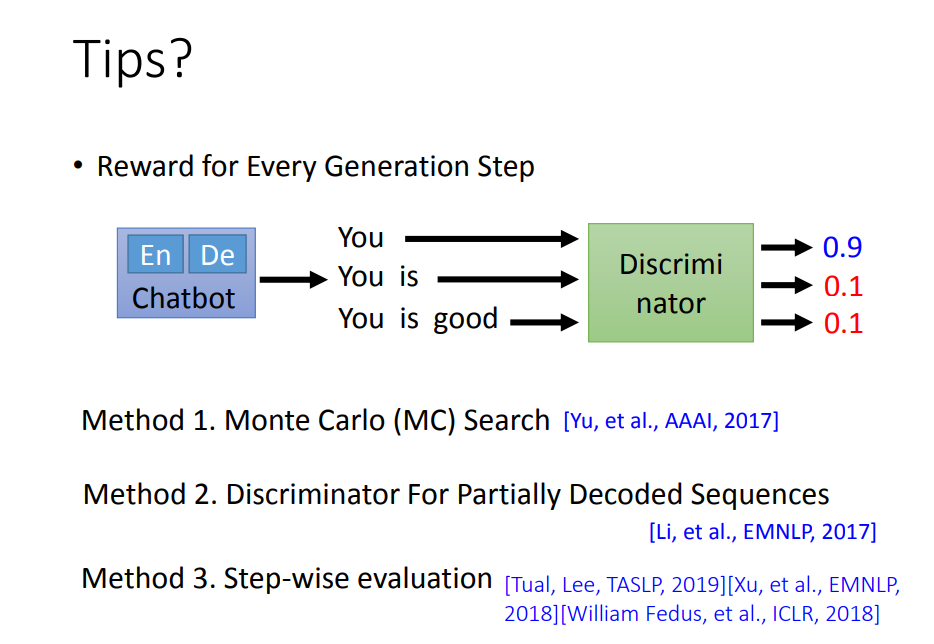 Tips?
• Reward for Every Generation Step
En De
Chatbot
You
You is
You is good
Discrimi
nator
0.9
0.1
0.1
Method 1. Monte Carlo (MC) Search [Yu, et al., AAAI, 2017]
Method 2. Discriminator For Partially Decoded Sequences
[Li, et al., EMNLP, 2017]
Method 3. Step-wise evaluation [Tual, Lee, TASLP, 2019][Xu, et al., EMNLP,
2018][William Fedus, et al., ICLR, 2018]